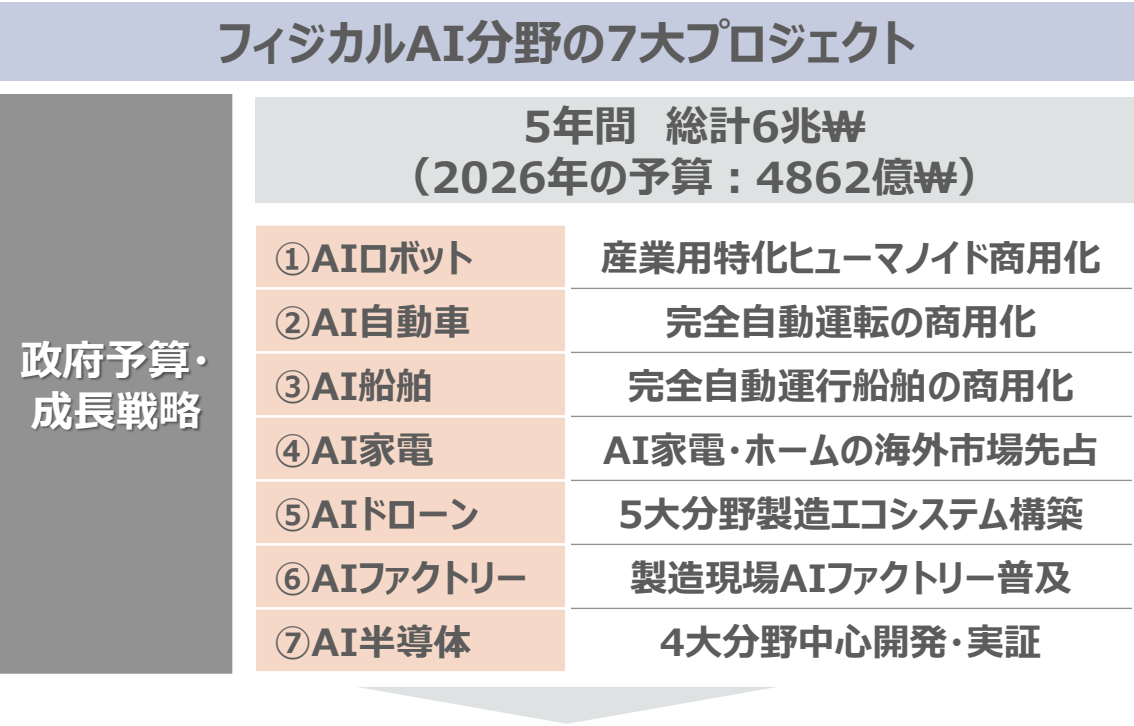 フィジカルAI分野の7大プロジェクト
5年間 総計6兆₩
（2026年の予算：4862億₩）
政府予算・
成長戦略
①AIロボット 産業用特化ヒューマノイド商用化
②AI自動車 完全自動運転の商用化
③AI船舶 完全自動運行船舶の商用化
④AI家電 AI家電・ホームの海外市場先占
⑤AIドローン 5大分野製造エコシステム構築
⑥AIファクトリー 製造現場AIファクトリー普及
⑦AI半導体 4大分野中心開発・実証